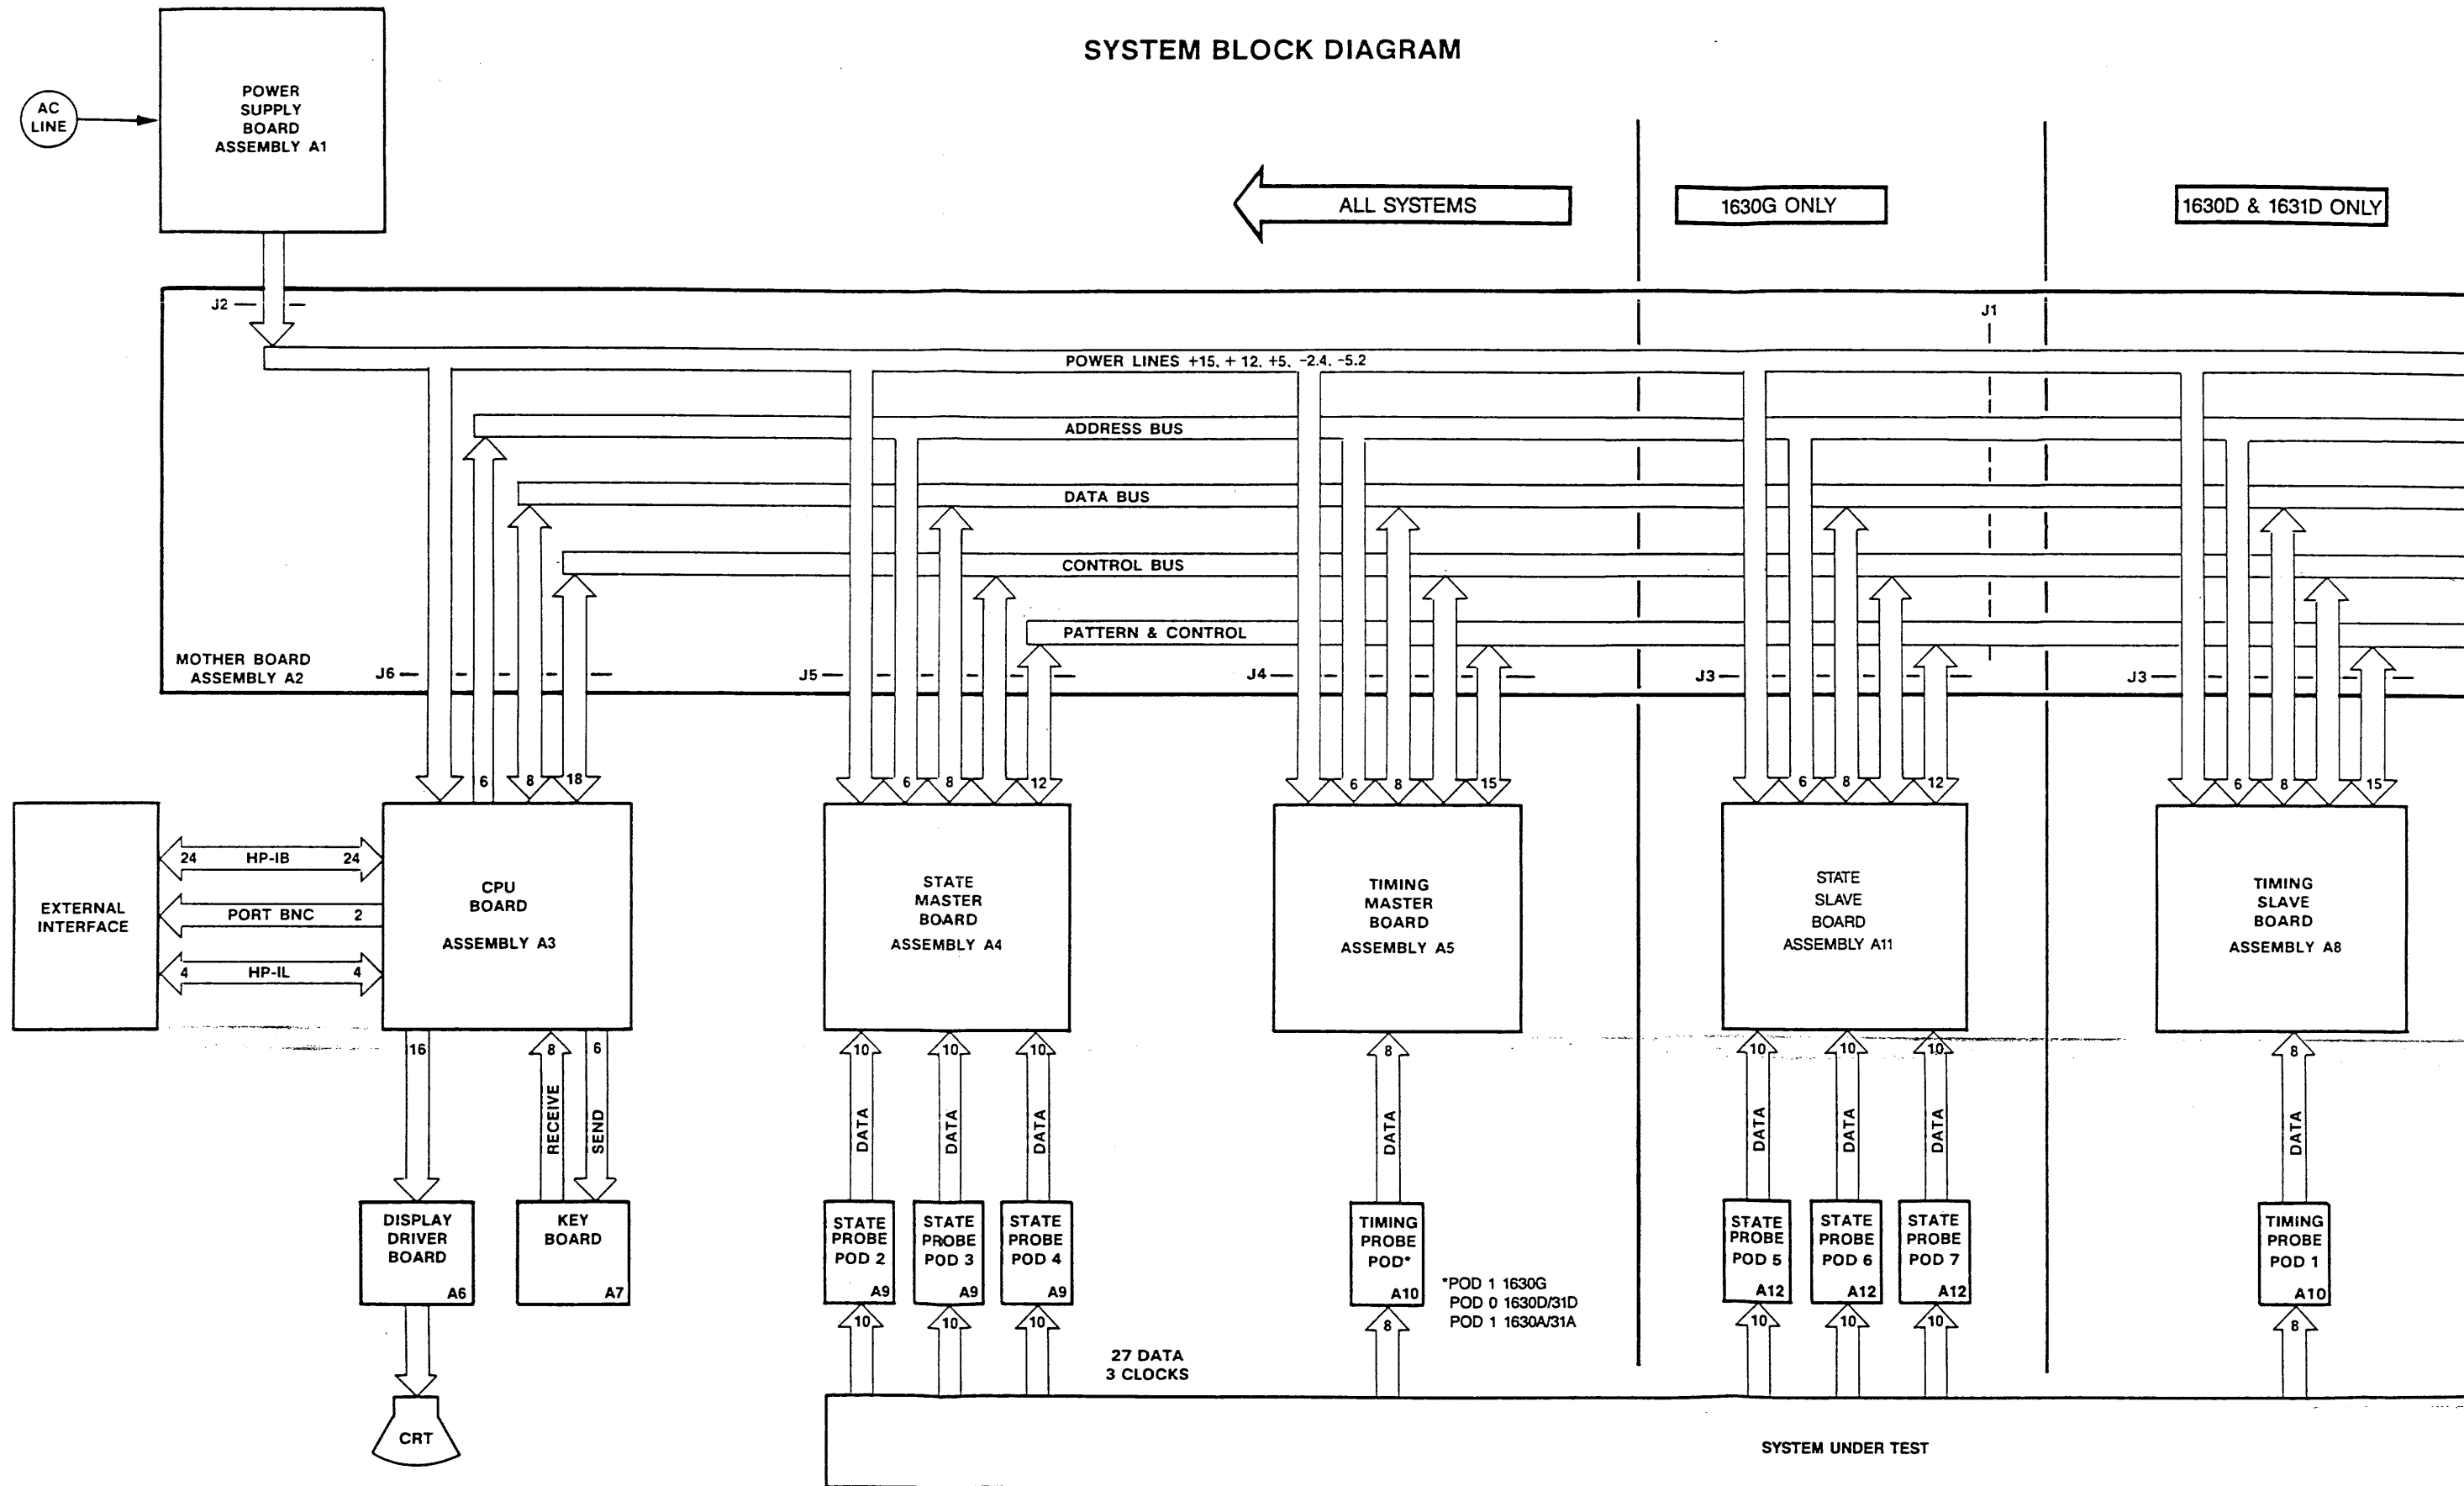 SYSTEM BLOCK DIAGRAM
AC
LINE
POWER
SUPPLY
BOARD
ASSEMBLY A1
ALL SYSTEMS
1630G ONLY
1630D & 1631D ONLY
J2
J1
POWER LINES +15, + 12, +5, -2.4, -5.2
ADDRESS BUS
DATA BUS
CONTROL BUS
PATTERN & CONTROL
MOTHER BOARD
ASSEMBLY A2
J6
J5
J4
J3
J3
6
8
18
6
8
12
6
8
15
6
8
12
6
8
15
EXTERNAL
INTERFACE
24 HP-IB 24
PORT BNC 2
4 HP-IL 4
CPU
BOARD
ASSEMBLY A3
STATE
MASTER
BOARD
ASSEMBLY A4
TIMING
MASTER
BOARD
ASSEMBLY A5
STATE
SLAVE
BOARD
ASSEMBLY A11
TIMING
SLAVE
BOARD
ASSEMBLY A8
16
8
6
10
10
10
8
10
10
10
8
RECEIVE
SEND
DATA
DATA
DATA
DATA
DATA
DATA
DATA
DATA
DISPLAY
DRIVER
BOARD
A6
KEY
BOARD
A7
STATE
PROBE
POD 2
A9
STATE
PROBE
POD 3
A9
STATE
PROBE
POD 4
A9
TIMING
PROBE
POD*
A10
*POD 1 1630G
POD 0 1630D/31D
POD 1 1630A/31A
STATE
PROBE
POD 5
A12
STATE
PROBE
POD 6
A12
STATE
PROBE
POD 7
A12
TIMING
PROBE
POD 1
A10
10
10
10
8
10
10
10
8
27 DATA
3 CLOCKS
CRT
SYSTEM UNDER TEST